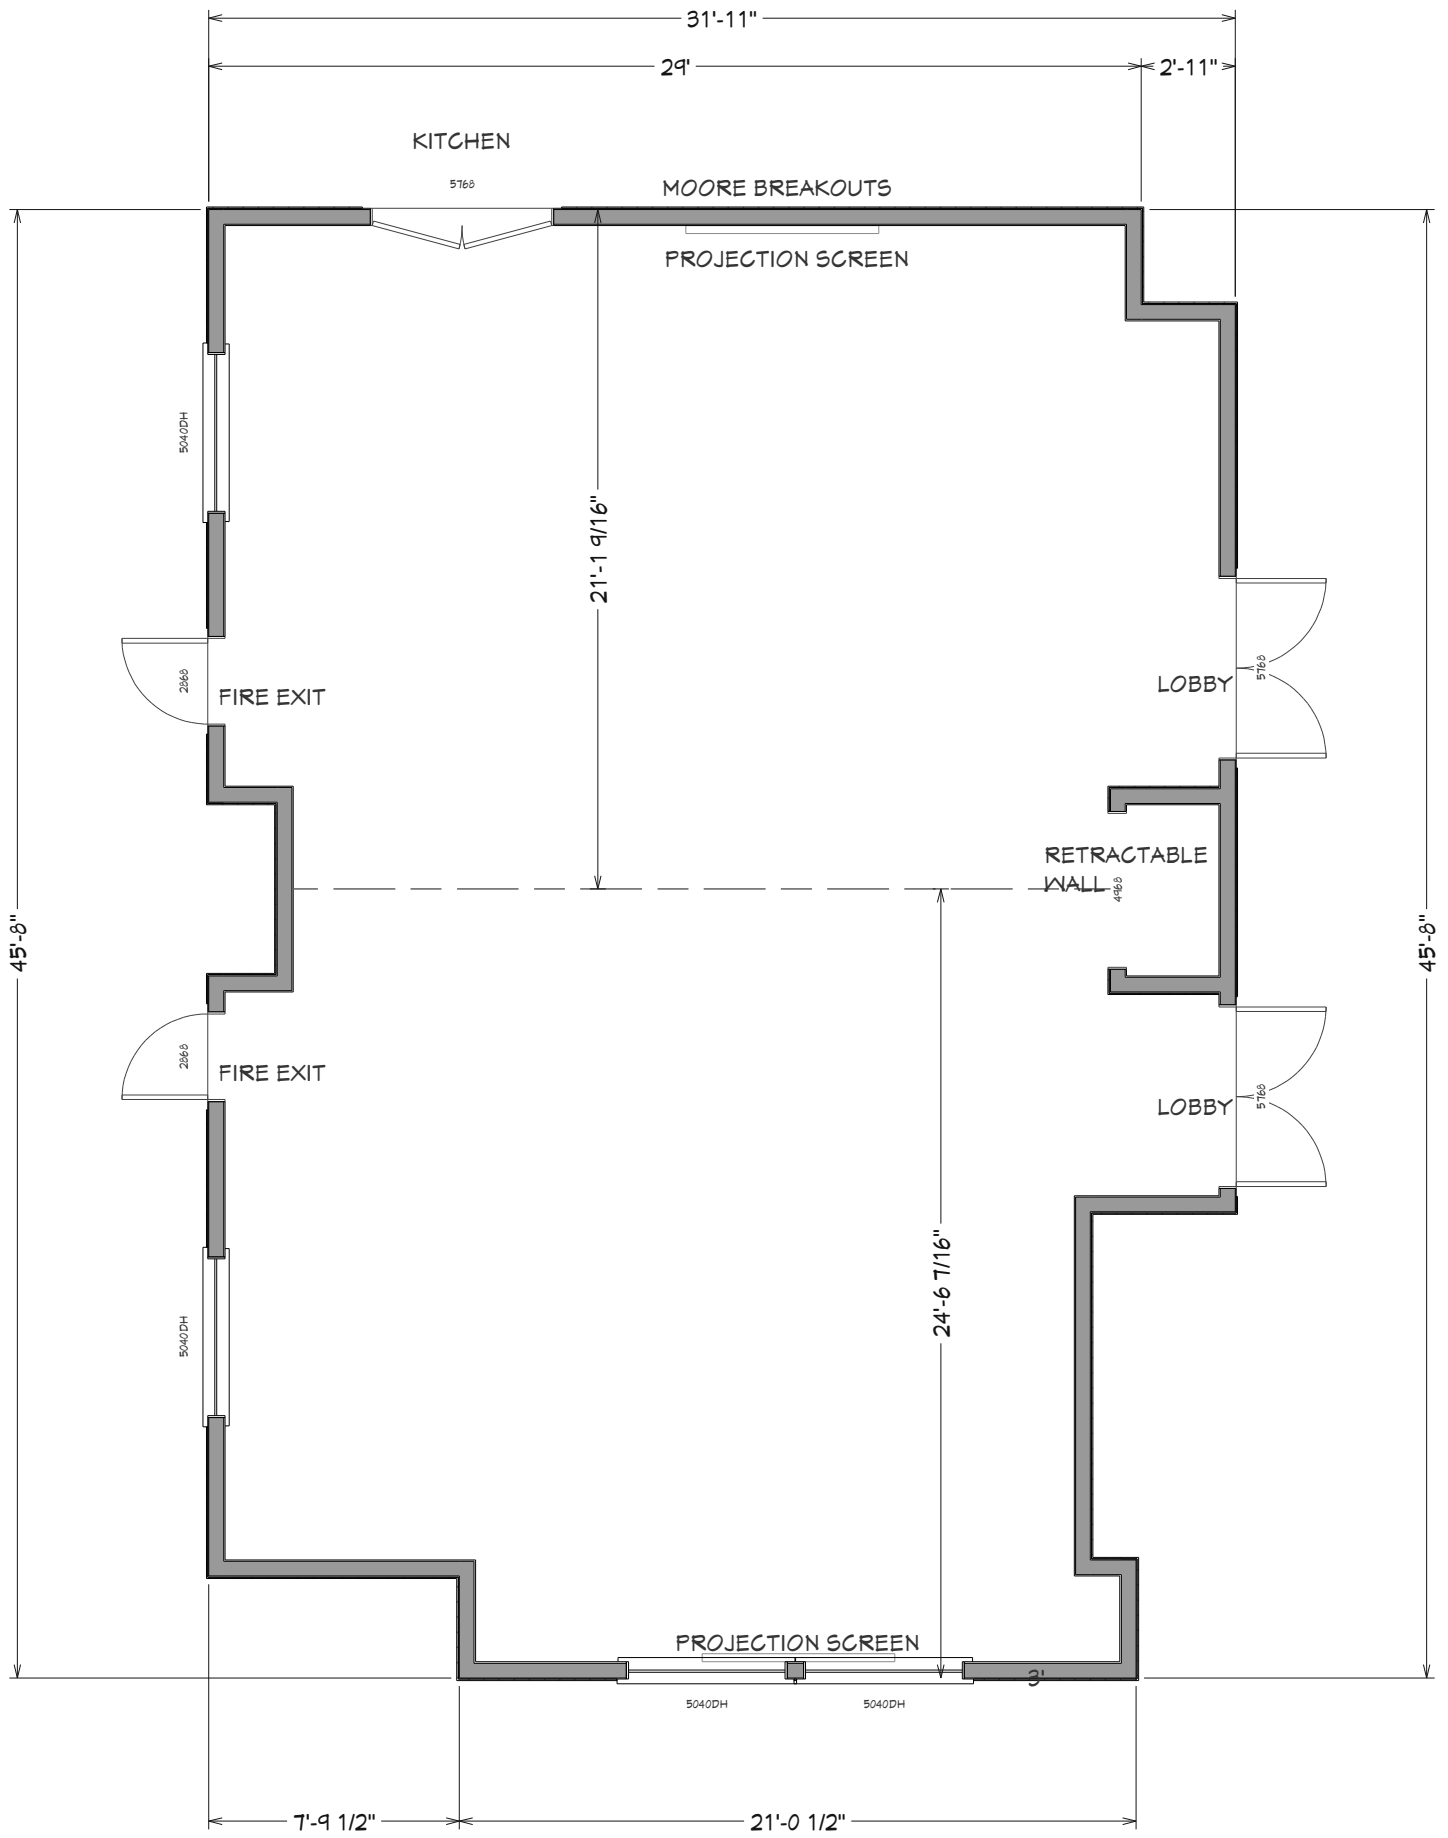 31'-11"
29'
2'-11"
KITCHEN
5768
MOORE BREAKOUTS
PROJECTION SCREEN
5040DH
21'-1 9/16"
2868
FIRE EXIT
LOBBY
5768
RETRACTABLE
WALL
4968
45'-8"
45'-8"
2868
FIRE EXIT
LOBBY
5768
24'-6 7/16"
5040DH
PROJECTION SCREEN
3'
5040DH
5040DH
7'-9 1/2"
21'-0 1/2"